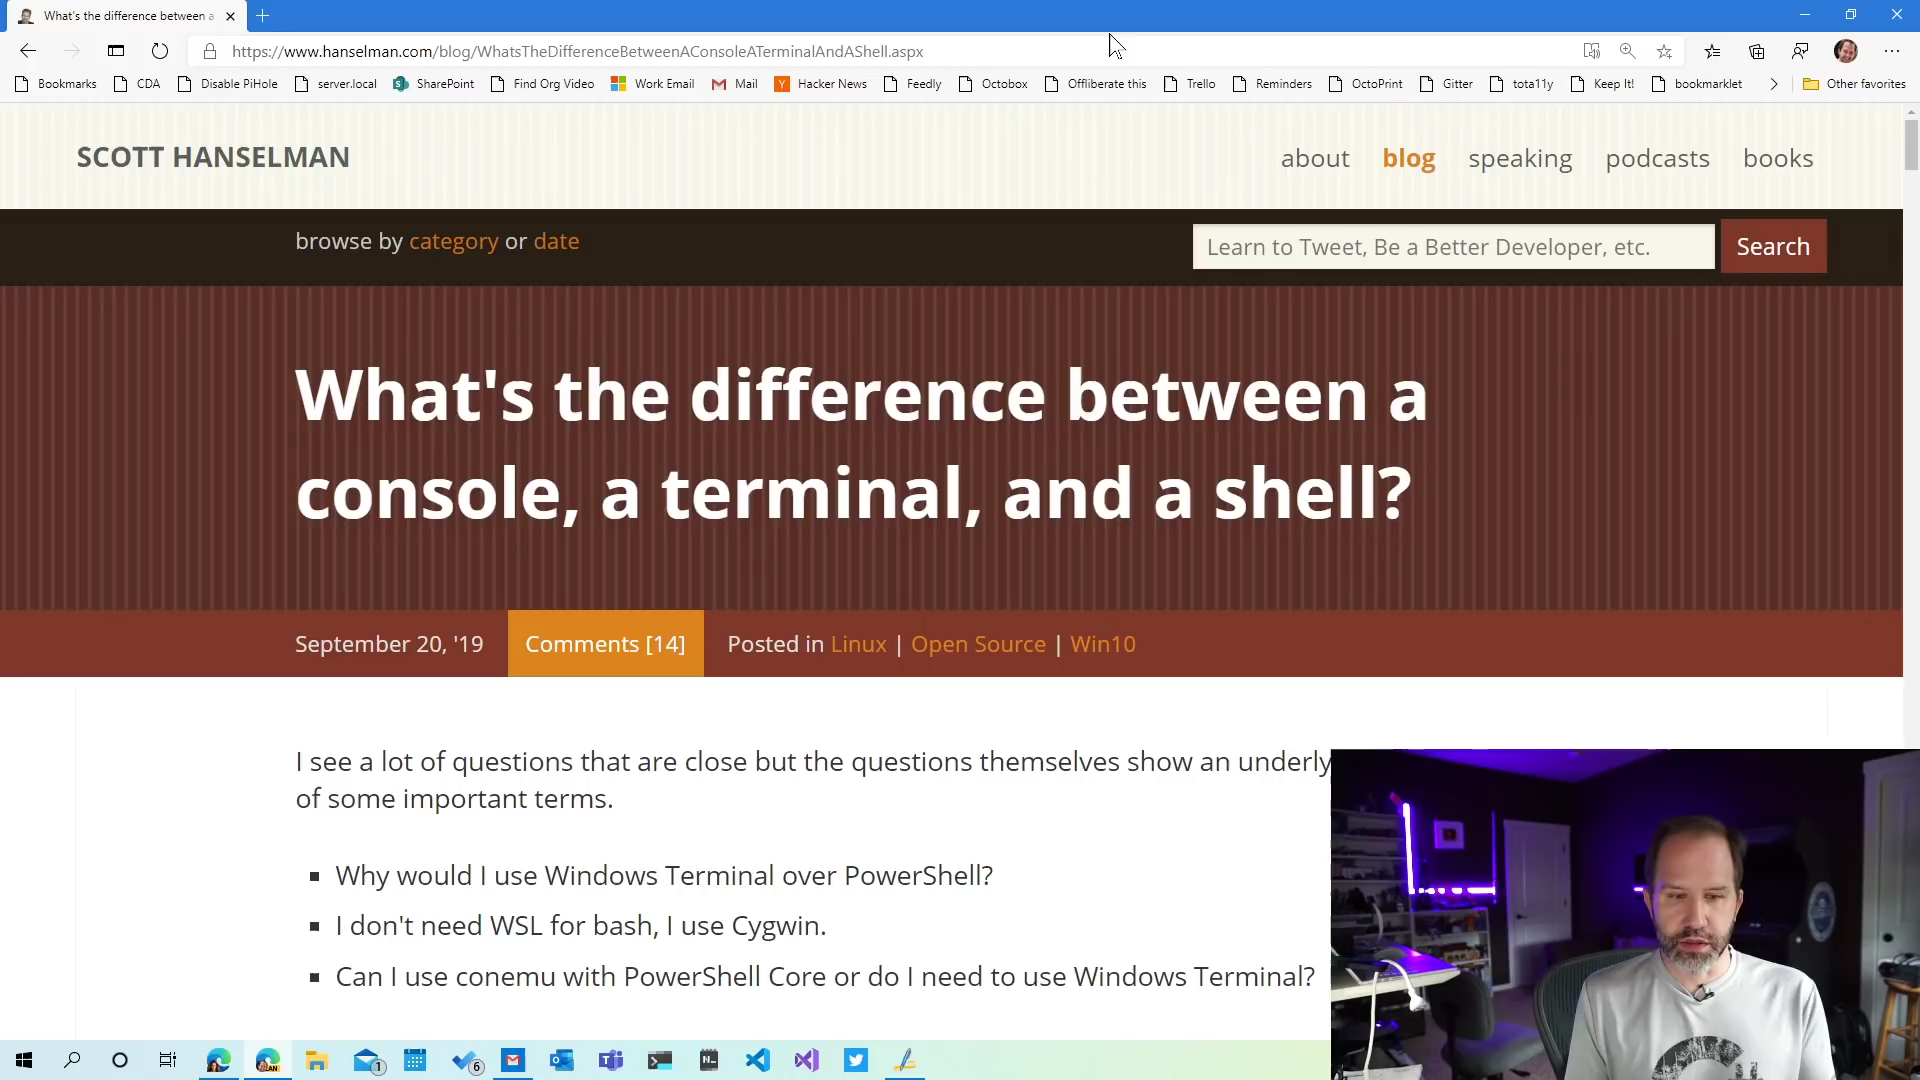 What's the difference between a
https://www.hanselman.com/blog/WhatsTheDifferenceBetweenAConsoleATerminalAndAShell.aspx
Bookmarks CDA Disable PiHole server.local SharePoint Find Org Video Work Email Mail Hacker News Feedly Octobox Offliberate this Trello Reminders OctoPrint Gitter tota11y Keep It! bookmarklet Other favorites
SCOTT HANSELMAN
about blog speaking podcasts books
browse by category or date
Learn to Tweet, Be a Better Developer, etc. Search
What's the difference between a
console, a terminal, and a shell?
September 20, '19 Comments [14] Posted in Linux | Open Source | Win10
I see a lot of questions that are close but the questions themselves show an underly
of some important terms.
Why would I use Windows Terminal over PowerShell?
I don't need WSL for bash, I use Cygwin.
Can I use conemu with PowerShell Core or do I need to use Windows Terminal?
1 6